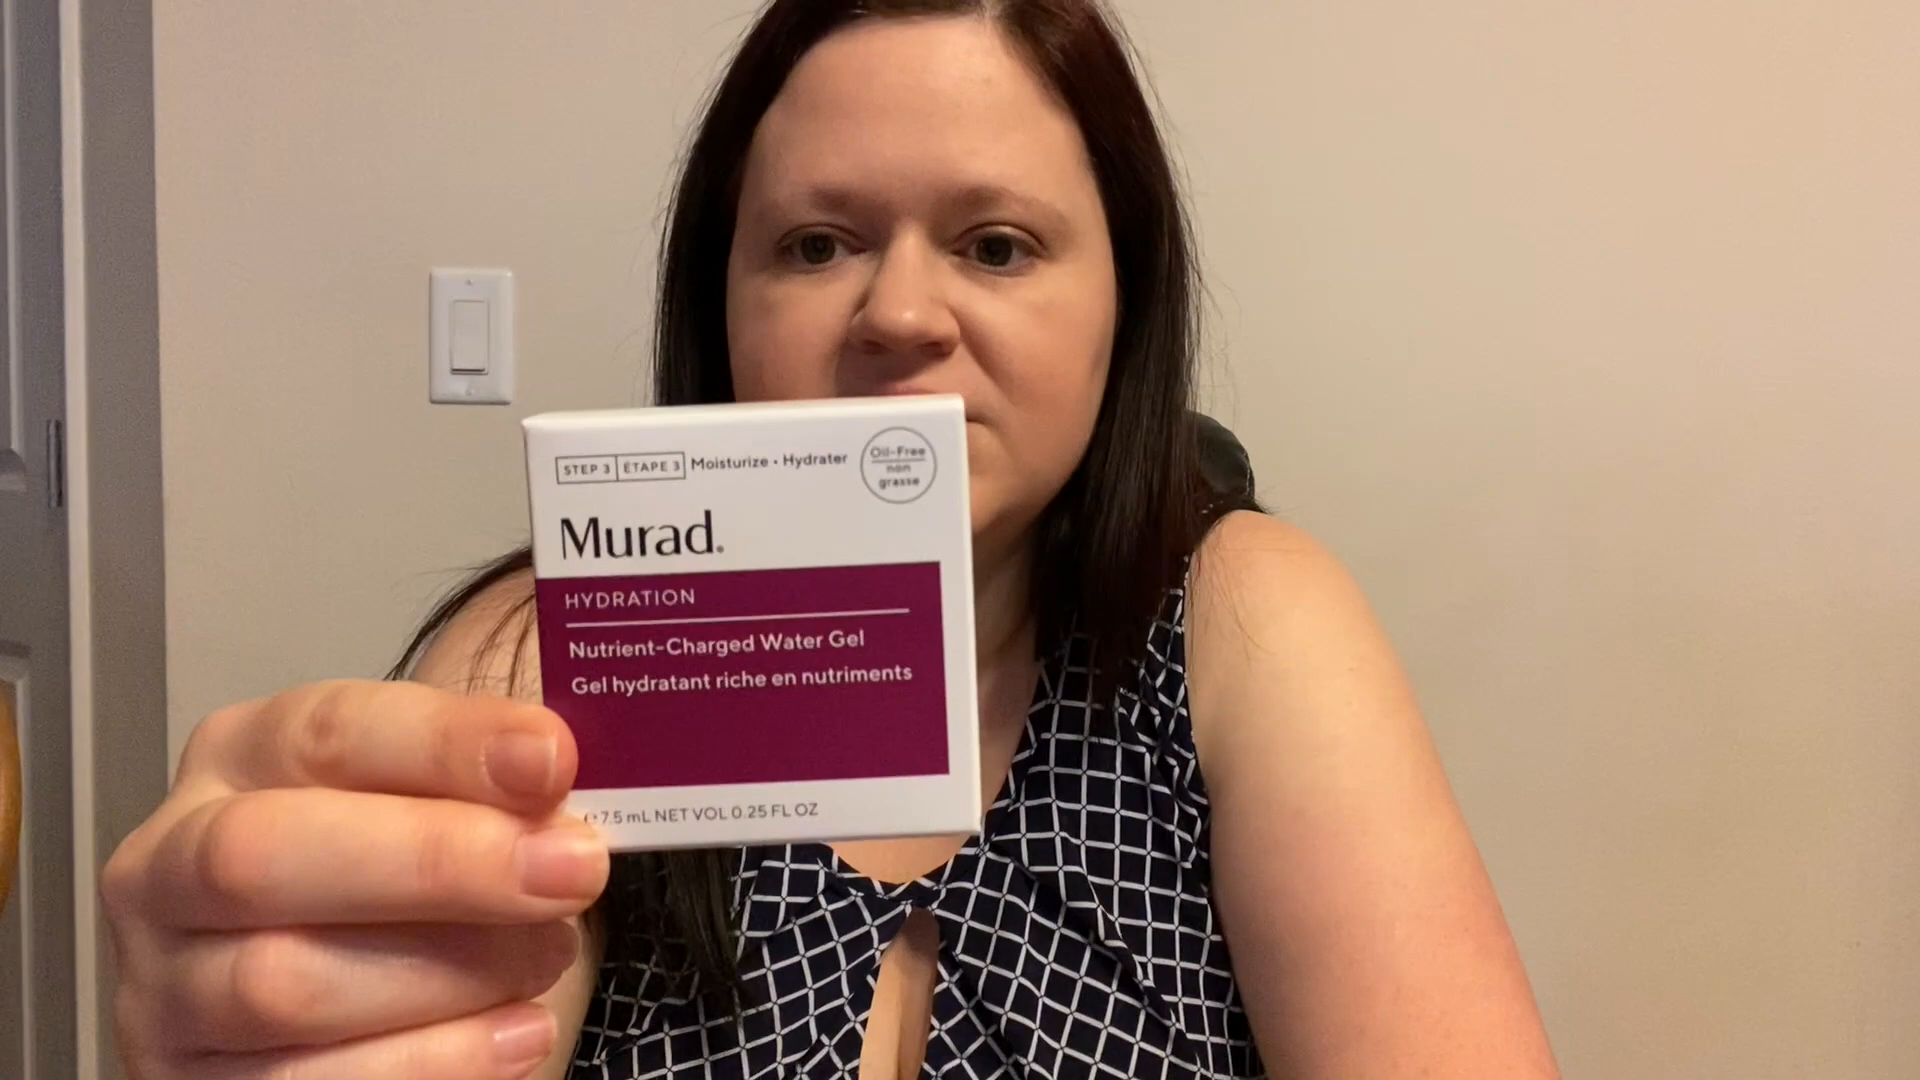 STEP 3 ÉTAPE 3 Moisturize • Hydrater
Oil-Free
non
grasse
Murad.
HYDRATION
Nutrient-Charged Water Gel
Gel hydratant riche en nutriments
℮ 7.5 mL NET VOL 0.25 FL OZ